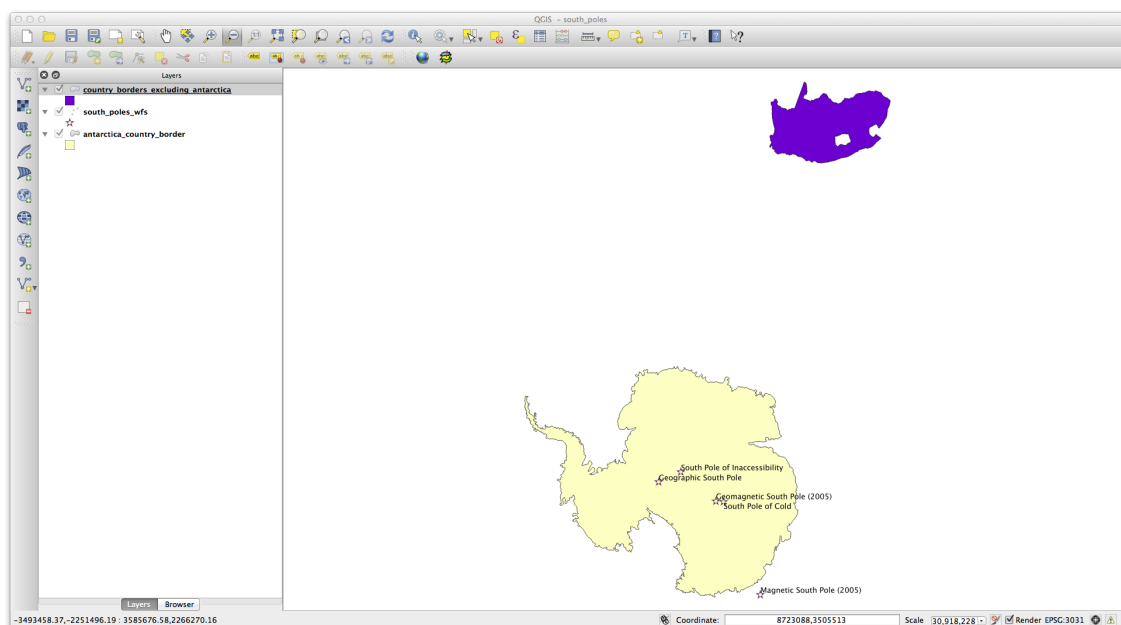 QGIS - south_poles
Layers
country_borders_excluding_antarctica
south_poles_wfs
antarctica_country_border
South Pole of Inaccessibility
Geographic South Pole
Geomagnetic South Pole (2005)
South Pole of Cold
Magnetic South Pole (2005)
Layers Browser
-3493458.37,-2251496.19 : 3585676.58,2266270.16 Coordinate: 8723088,3505513 Scale 30,918,228 Render EPSG:3031